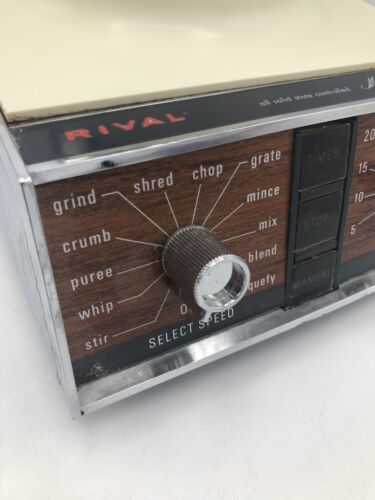 all solid state controlled
RIVAL
shred
chop
grate
grind
mince
crumb
mix
puree
blend
whip
quefy
stir
0
SELECT SPEED
TIMER
STOP
MANUAL
20
15
10
5